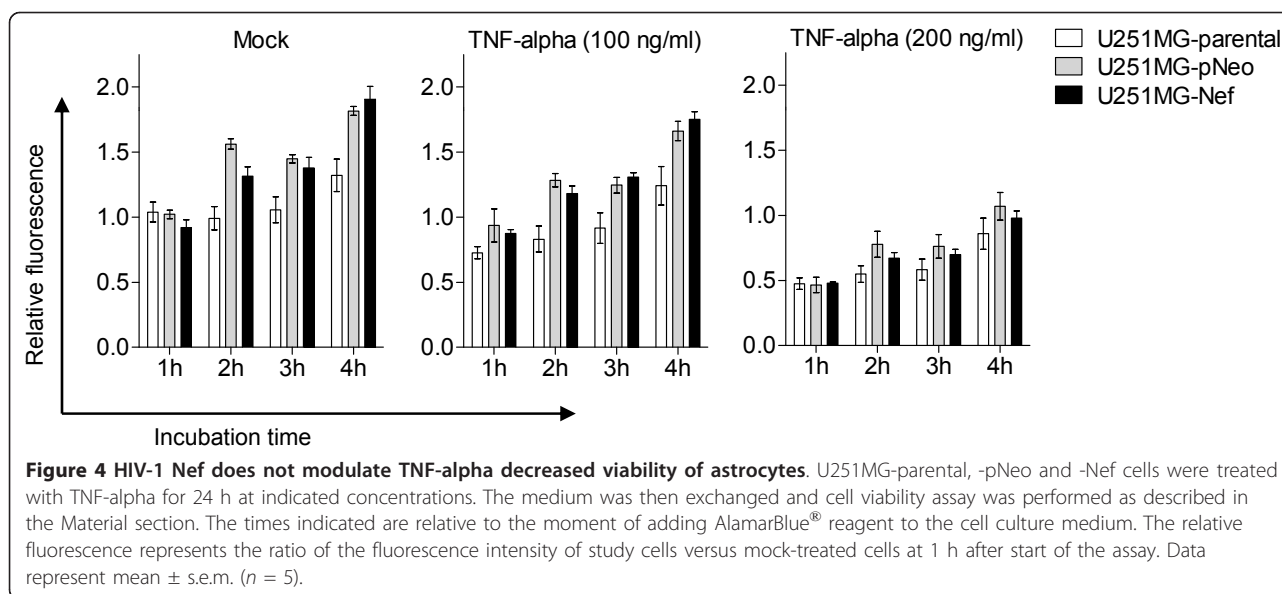 Mock
TNF-alpha (100 ng/ml)
TNF-alpha (200 ng/ml)
U251MG-parental
U251MG-pNeo
U251MG-Nef
Relative fluorescence
2.0
1.5
1.0
0.5
0.0
1h 2h 3h 4h
2.0
1.5
1.0
0.5
0.0
1h 2h 3h 4h
2.0
1.5
1.0
0.5
0.0
1h 2h 3h 4h
Incubation time
Figure 4 HIV-1 Nef does not modulate TNF-alpha decreased viability of astrocytes. U251MG-parental, -pNeo and -Nef cells were treated
with TNF-alpha for 24 h at indicated concentrations. The medium was then exchanged and cell viability assay was performed as described in
the Material section. The times indicated are relative to the moment of adding AlamarBlue® reagent to the cell culture medium. The relative
fluorescence represents the ratio of the fluorescence intensity of study cells versus mock-treated cells at 1 h after start of the assay. Data
represent mean ± s.e.m. (n = 5).